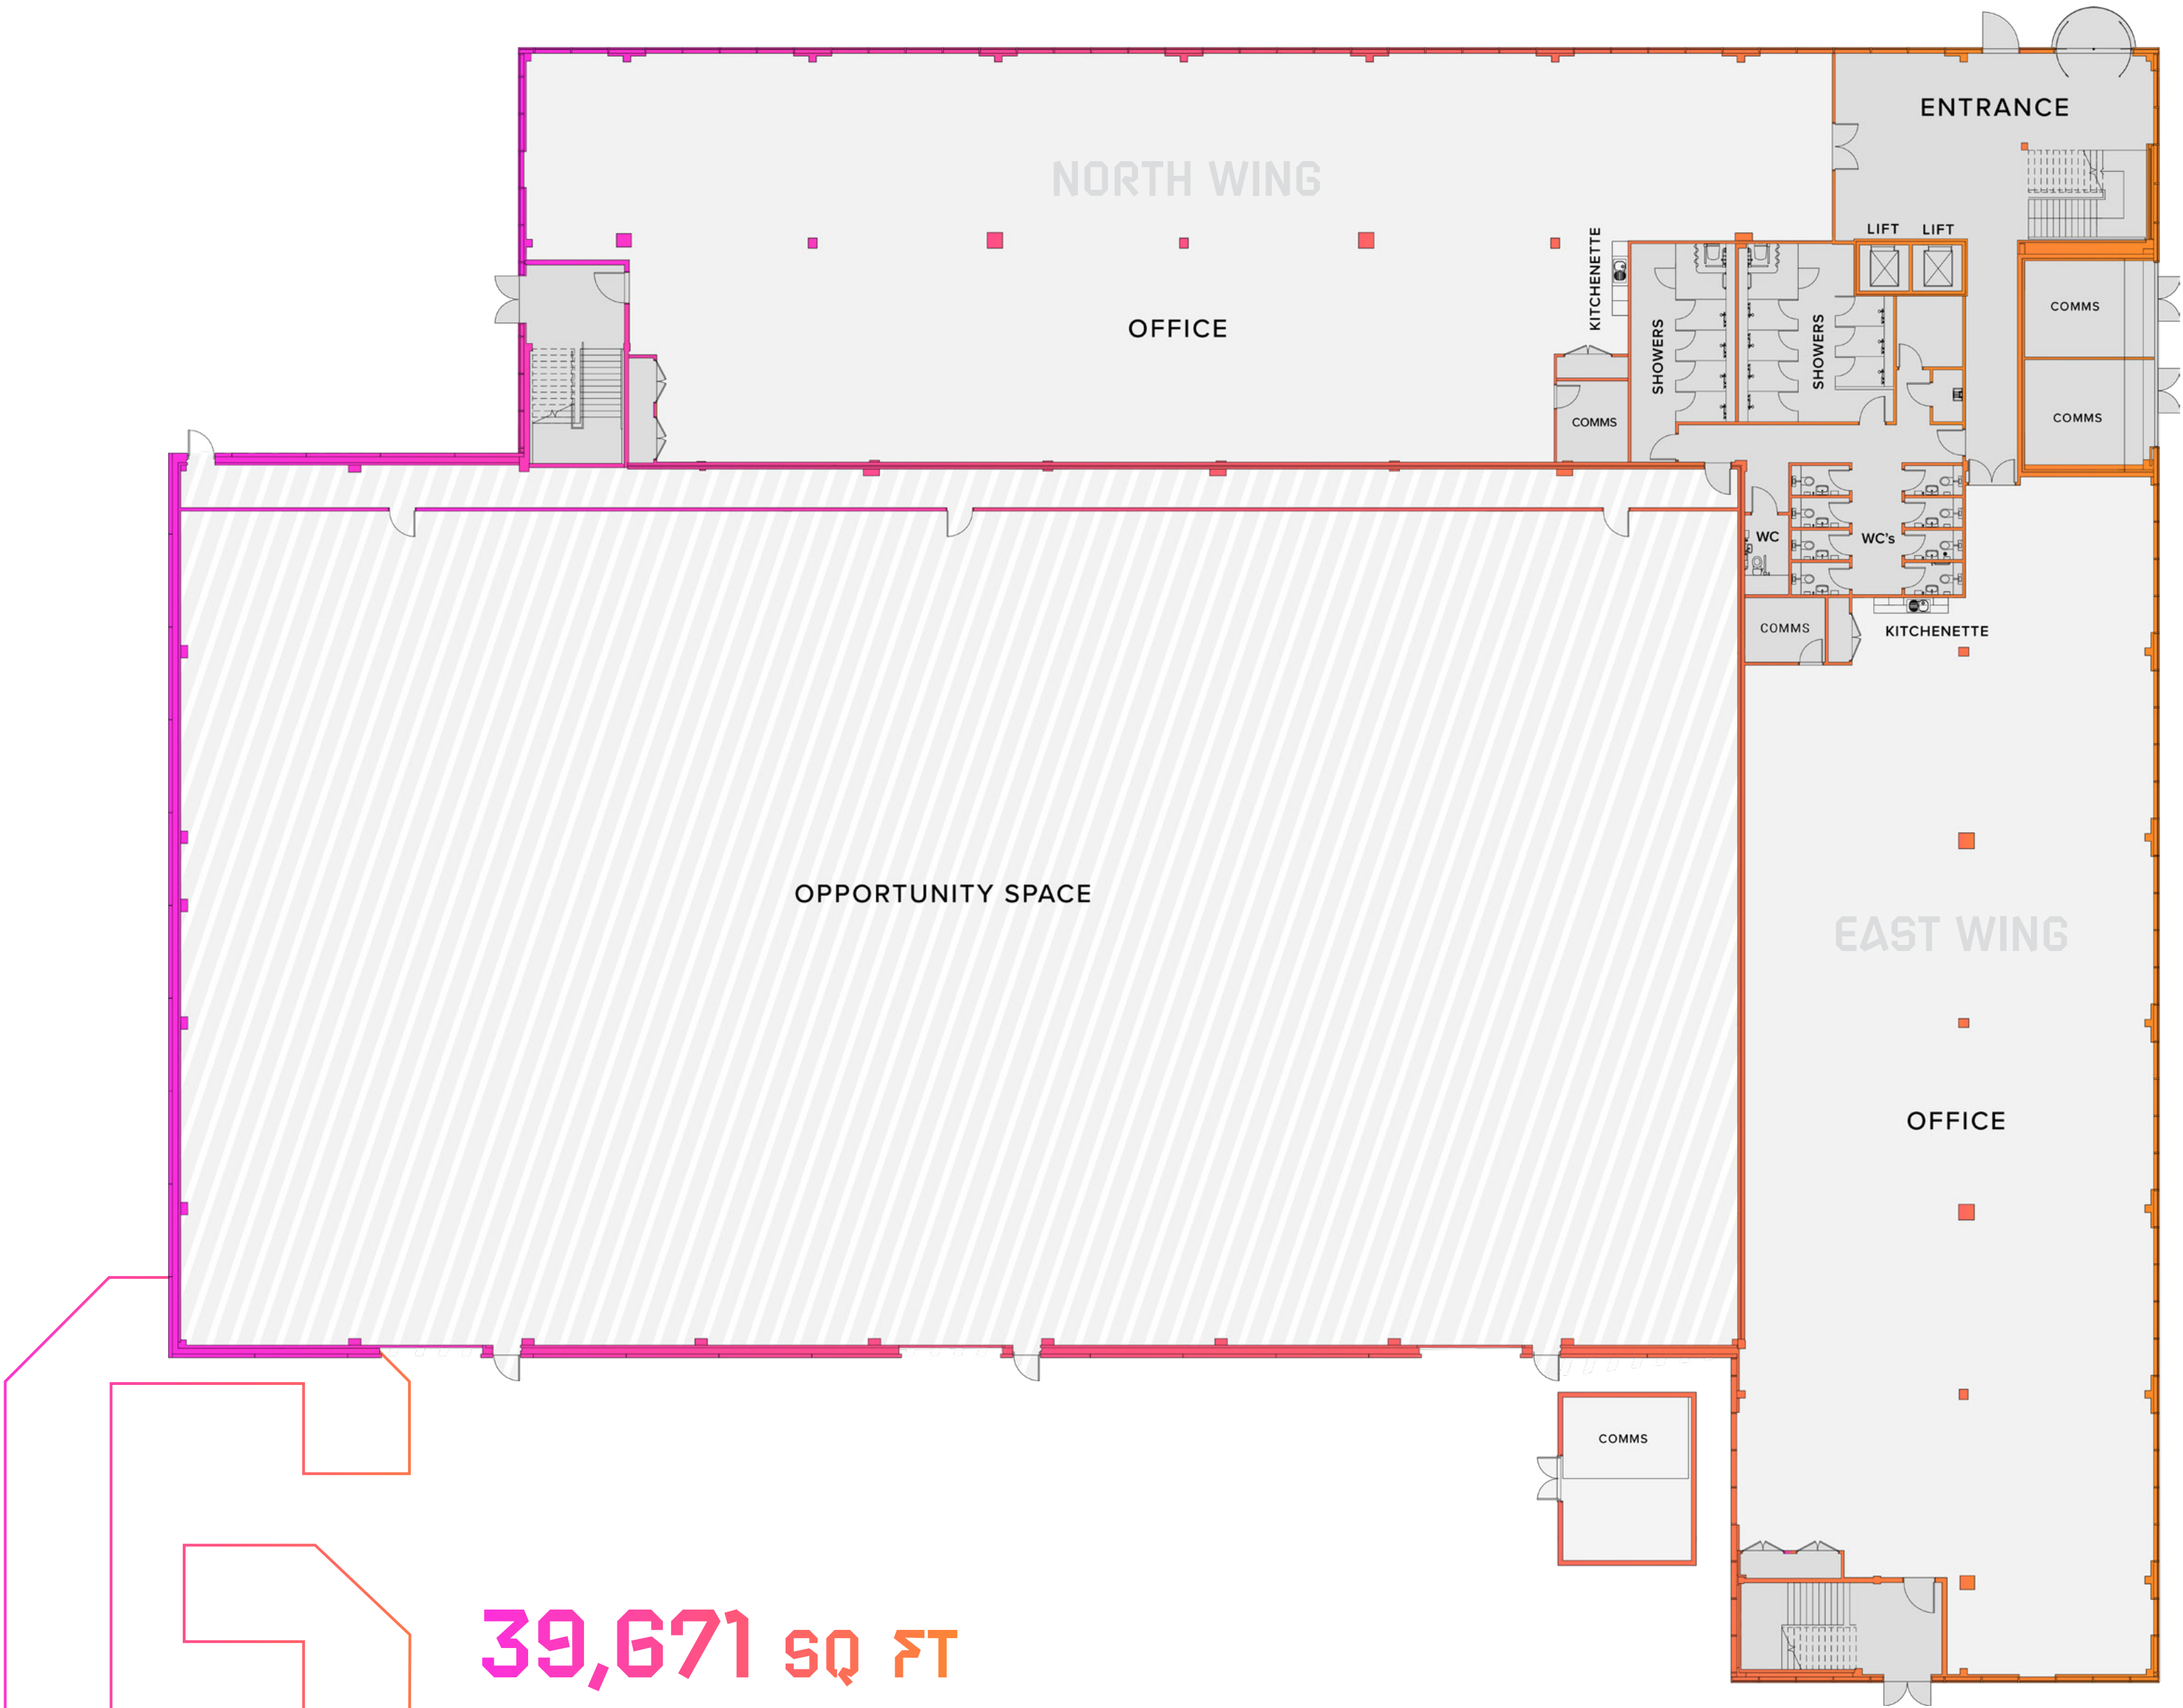 ENTRANCE
NORTH WING
LIFT
LIFT
KITCHENETTE
COMMS
OFFICE
SHOWERS
SHOWERS
COMMS
COMMS
WC
WC's
COMMS
KITCHENETTE
OPPORTUNITY SPACE
EAST WING
OFFICE
COMMS
39,671 SQ FT